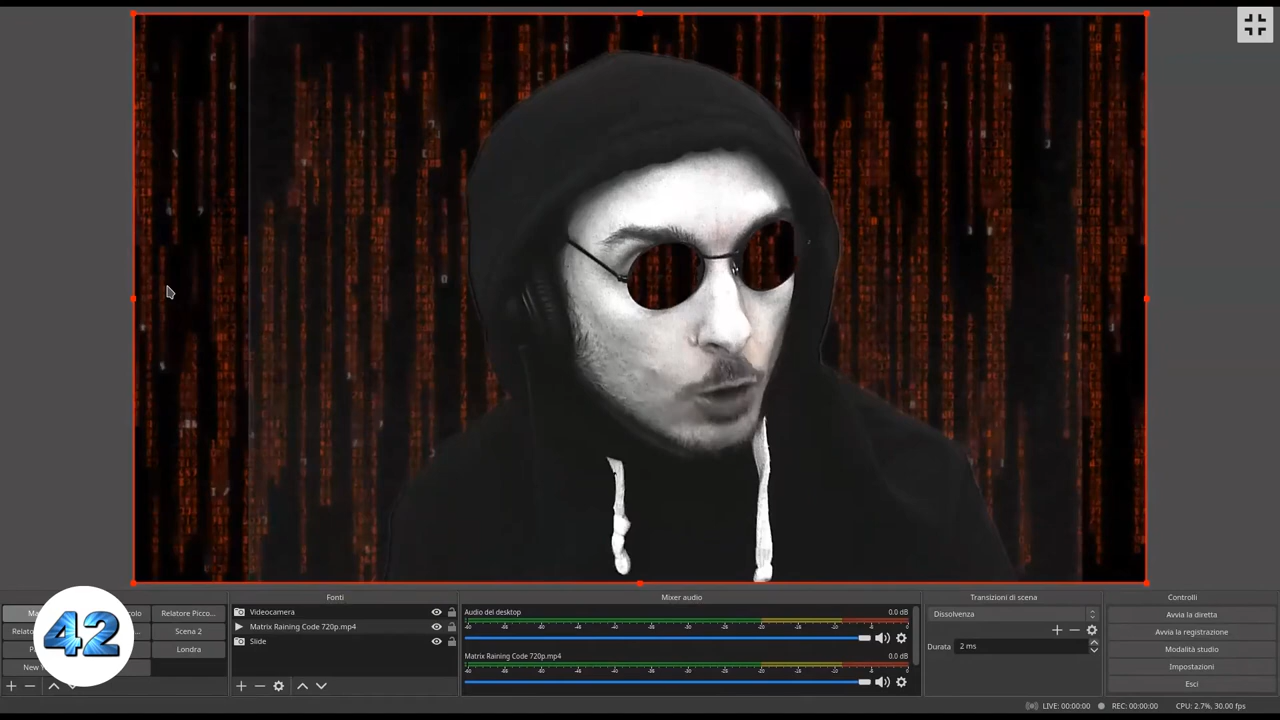 Fonti
Mixer audio
Transizioni di scena
Controlli
Relatore Picco...
Scena 2
Londra
42
Videocamera
Matrix Raining Code 720p.mp4
Slide
Audio del desktop
0.0 dB
Matrix Raining Code 720p.mp4
0.0 dB
Dissolvenza
Durata
2 ms
Avvia la diretta
Avvia la registrazione
Modalità studio
Impostazioni
Esci
LIVE: 00:00:00
REC: 00:00:00
CPU: 2.7%, 30.00 fps